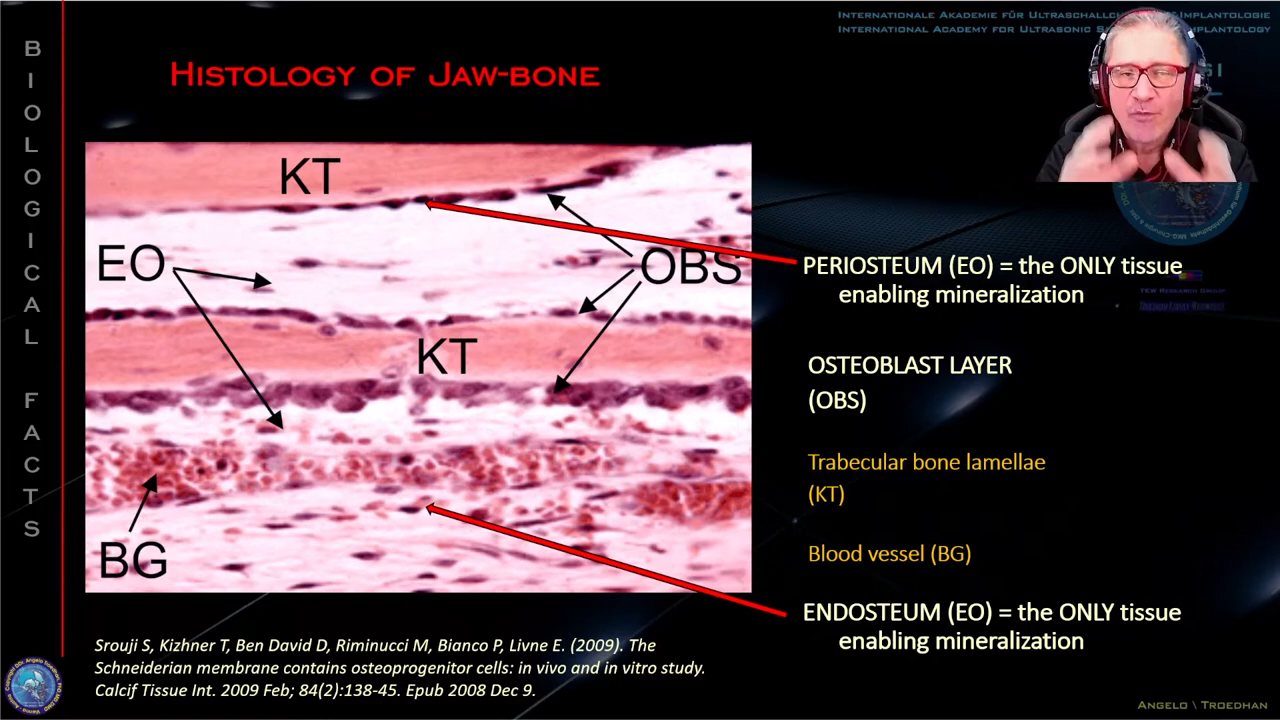 INTERNATIONALE AKADEMIE FÜR ULTRASCHALLC IMPLANTOLOGIE
INTERNATIONAL ACADEMY FOR ULTRASONIC S IMPLANTOLOGY
BIOLOGICAL FACTS
HISTOLOGY OF JAW-BONE
KT
EO
OBS
KT
BG
PERIOSTEUM (EO) = the ONLY tissue
enabling mineralization
OSTEOBLAST LAYER
(OBS)
Trabecular bone lamellae
(KT)
Blood vessel (BG)
ENDOSTEUM (EO) = the ONLY tissue
enabling mineralization
Srouji S, Kizhner T, Ben David D, Riminucci M, Bianco P, Livne E. (2009). The
Schneiderian membrane contains osteoprogenitor cells: in vivo and in vitro study.
Calcif Tissue Int. 2009 Feb; 84(2):138-45. Epub 2008 Dec 9.
ANGELO \ TROEDHAN